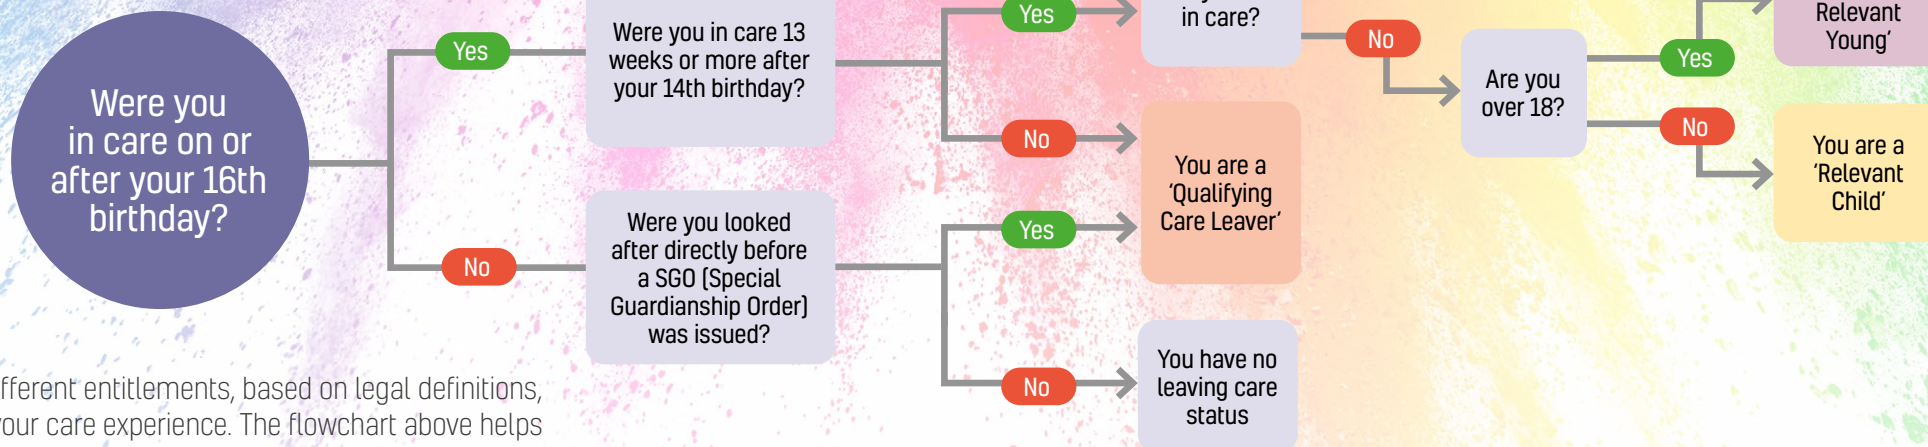 Were you
in care on or
after your 16th
birthday?
Yes
No
Were you in care 13
weeks or more after
your 14th birthday?
Were you looked
after directly before
a SGO (Special
Guardianship Order)
was issued?
Yes
No
Yes
No
in care?
You are a
‘Qualifying
Care Leaver’
You have no
leaving care
status
No
Are you
over 18?
Yes
No
Relevant
Young’
You are a
‘Relevant
Child’
entitlements, based on legal definitions,
your care experience. The flowchart above helps